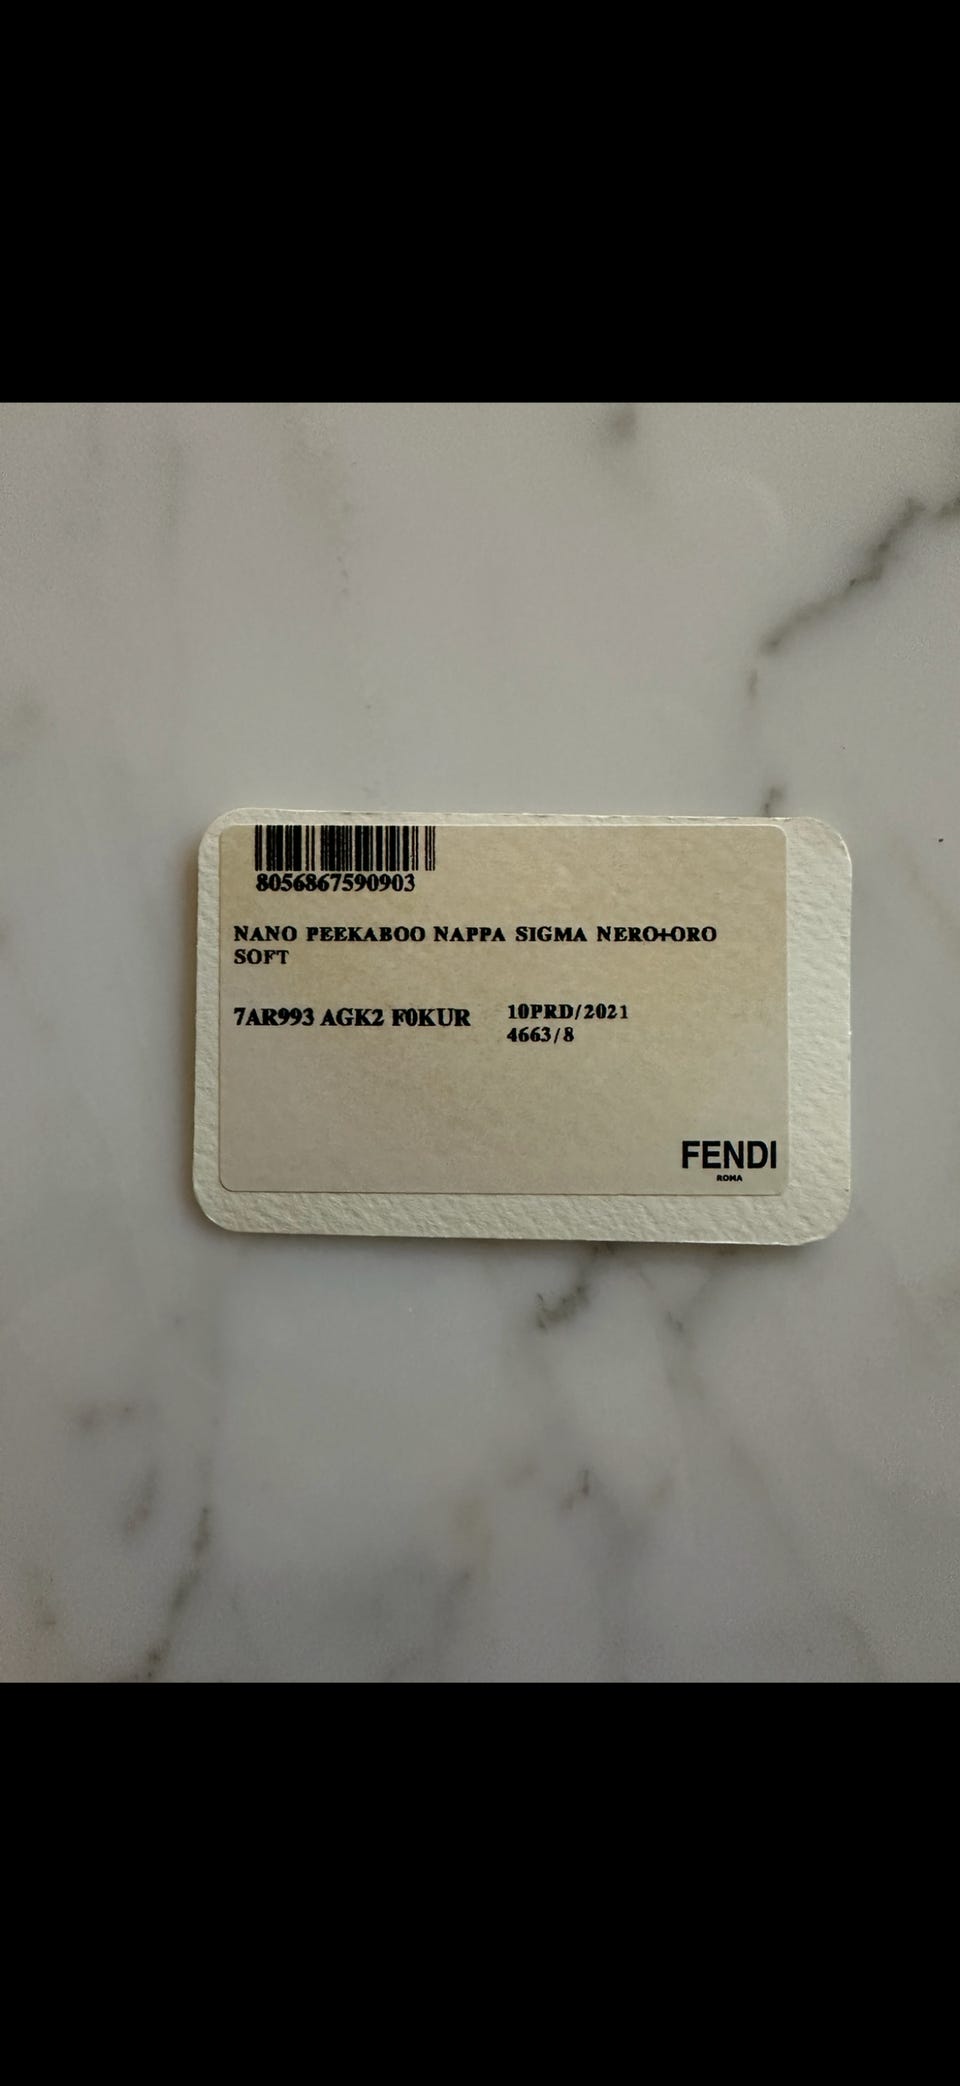 8056867590903
NANO PEEKABOO NAPPA SIGMA NERO+ORO
SOFT
7AR993 AGK2 F0KUR
10PRD/2021
4663/8
FENDI
ROMA